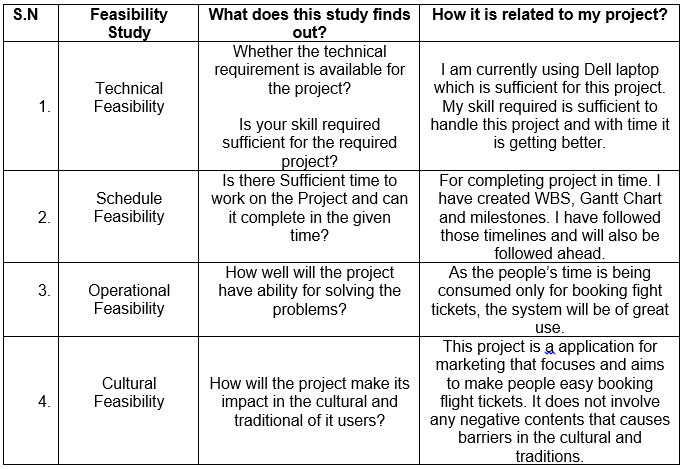 S.N
Feasibility
Study
What does this study finds
out?
How it is related to my project?
1.
Technical
Feasibility
Whether the technical
requirement is available for
the project?
Is your skill required
sufficient for the required
project?
I am currently using Dell laptop
which is sufficient for this project.
My skill required is sufficient to
handle this project and with time it
is getting better.
2.
Schedule
Feasibility
Is there Sufficient time to
work on the Project and can
it complete in the given
time?
For completing project in time. I
have created WBS, Gantt Chart
and milestones. I have followed
those timelines and will also be
followed ahead.
3.
Operational
Feasibility
How well will the project
have ability for solving the
problems?
As the people's time is being
consumed only for booking fight
tickets, the system will be of great
use.
4.
Cultural
Feasibility
How will the project make its
impact in the cultural and
traditional of it users?
This project is a application for
marketing that focuses and aims
to make people easy booking
flight tickets. It does not involve
any negative contents that causes
barriers in the cultural and
traditions.